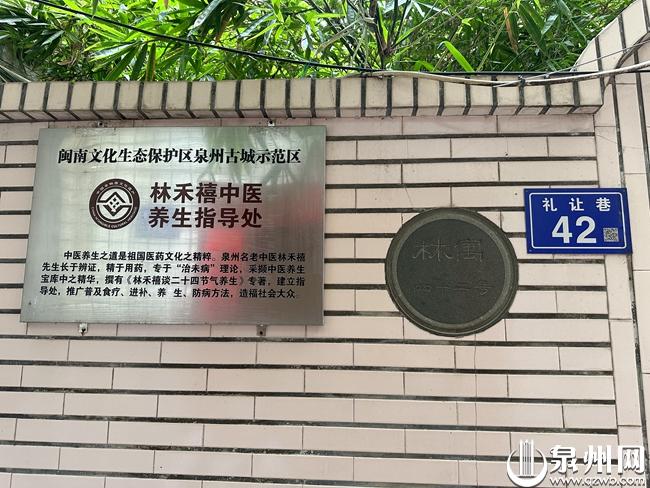 闽南文化生态保护区泉州古城示范区
林禾禧中医
养生指导处
中医养生之道是祖国医药文化之精粹。泉州名老中医林禾禧
先生长于辨证，精于用药，专于“治未病”理论，采撷中医养生
宝库中之精华，撰有《林禾禧谈二十四节气养生》专著，建立指
导处，推广普及食疗、进补、养 生、防病方法，造福社会大众。
林寓
礼让巷
42
泉州网
www.qzwb.com